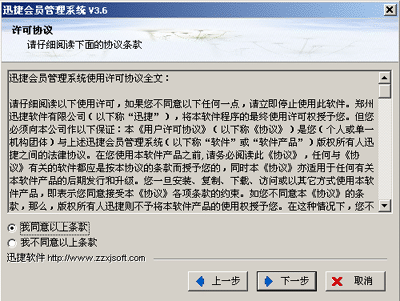 迅捷会员管理系统 V3.6
许可协议
请仔细阅读下面的协议条款
迅捷会员管理系统使用许可协议全文：
请仔细阅读以下使用许可，如果您不同意以下任何一点，请立即停止使用此软件。郑州
迅捷软件有限公司（以下称“迅捷”），将本软件程序的最终使用许可权授予您。但您
必须向本公司作以下保证：本《用户许可协议》（以下称《协议》）是您（个人或单一
机构团体）与上述迅捷会员管理系统（以下称“软件”或“软件产品”）版权所有人迅
捷之间的法律协议。在您使用本软件产品之前,请务必阅读此《协议》，任何与《协
议》有关的软件都应是按本协议的条款而授予您的，同时本《协议》亦适用于任何有关
本软件产品的后期发行和升级。您一旦安装、复制、下载、访问或以其它方式使用本软
件产品，即表示您同意接受本《协议》各项条款的约束。如您不同意本《协议》的条
款，那么，版权所有人迅捷则不予将本软件产品的使用权授予您。在这种情况下，您不
我同意以上条款
我不同意以上条款
迅捷软件 http://www.zzxjsoft.com
上一步
下一步
取消